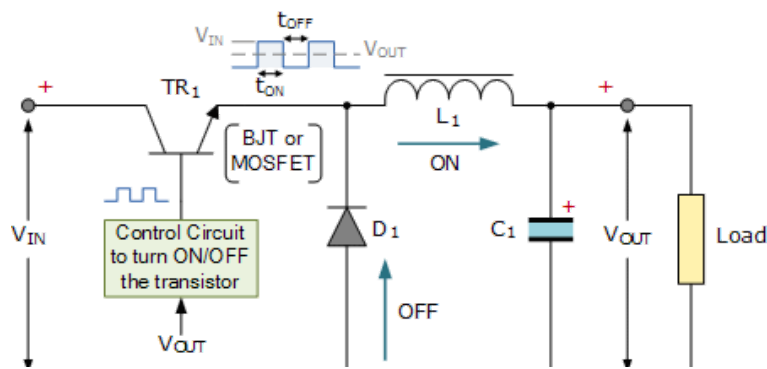 tOFF
VIN
VOUT
tON
+
TR1
L1
+
BJT or
MOSFET
ON
+
VIN
Control Circuit
to turn ON/OFF
the transistor
D1
C1
VOUT
Load
OFF
VOUT